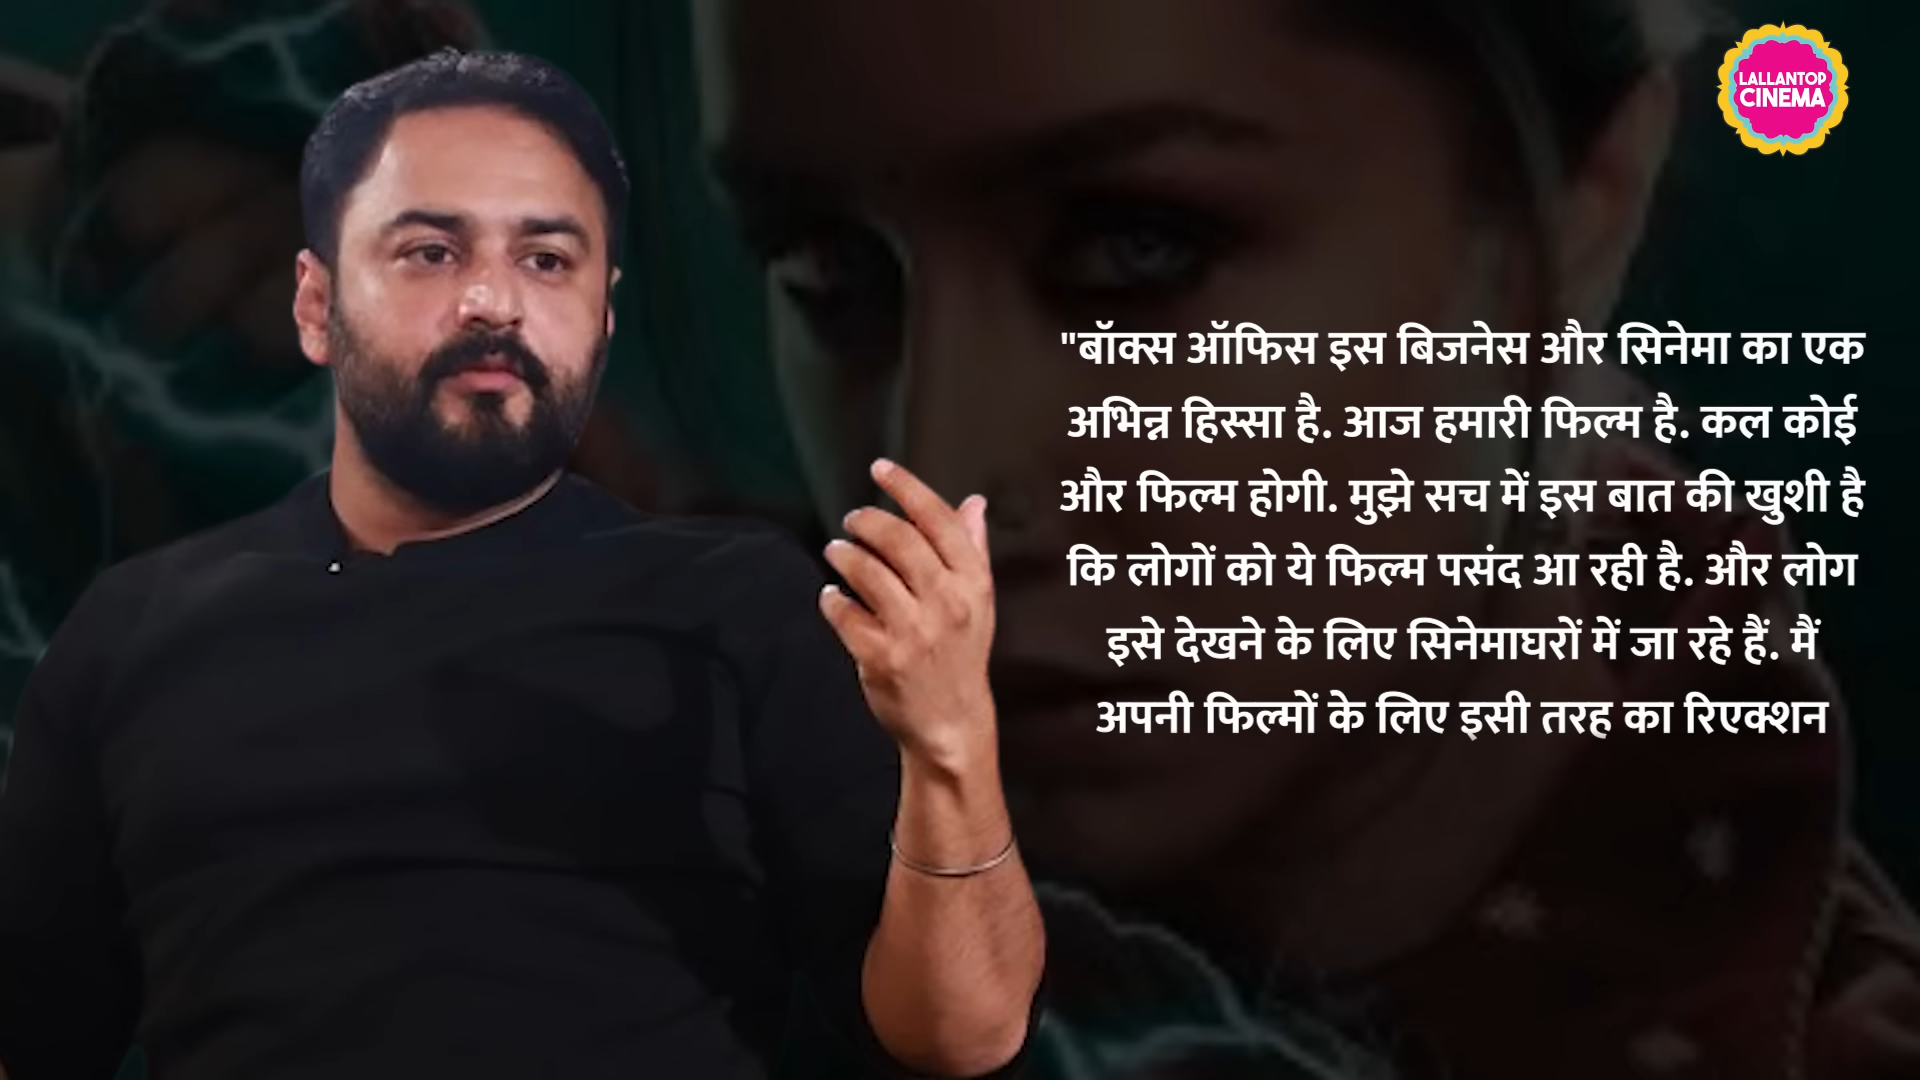 LALLANTOP
CINEMA
"बॉक्स ऑफिस इस बिजनेस और सिनेमा का एक
अभिन्न हिस्सा है. आज हमारी फिल्म है. कल कोई
और फिल्म होगी. मुझे सच में इस बात की खुशी है
कि लोगों को ये फिल्म पसंद आ रही है. और लोग
इसे देखने के लिए सिनेमाघरों में जा रहे हैं. मैं
अपनी फिल्मों के लिए इसी तरह का रिएक्शन